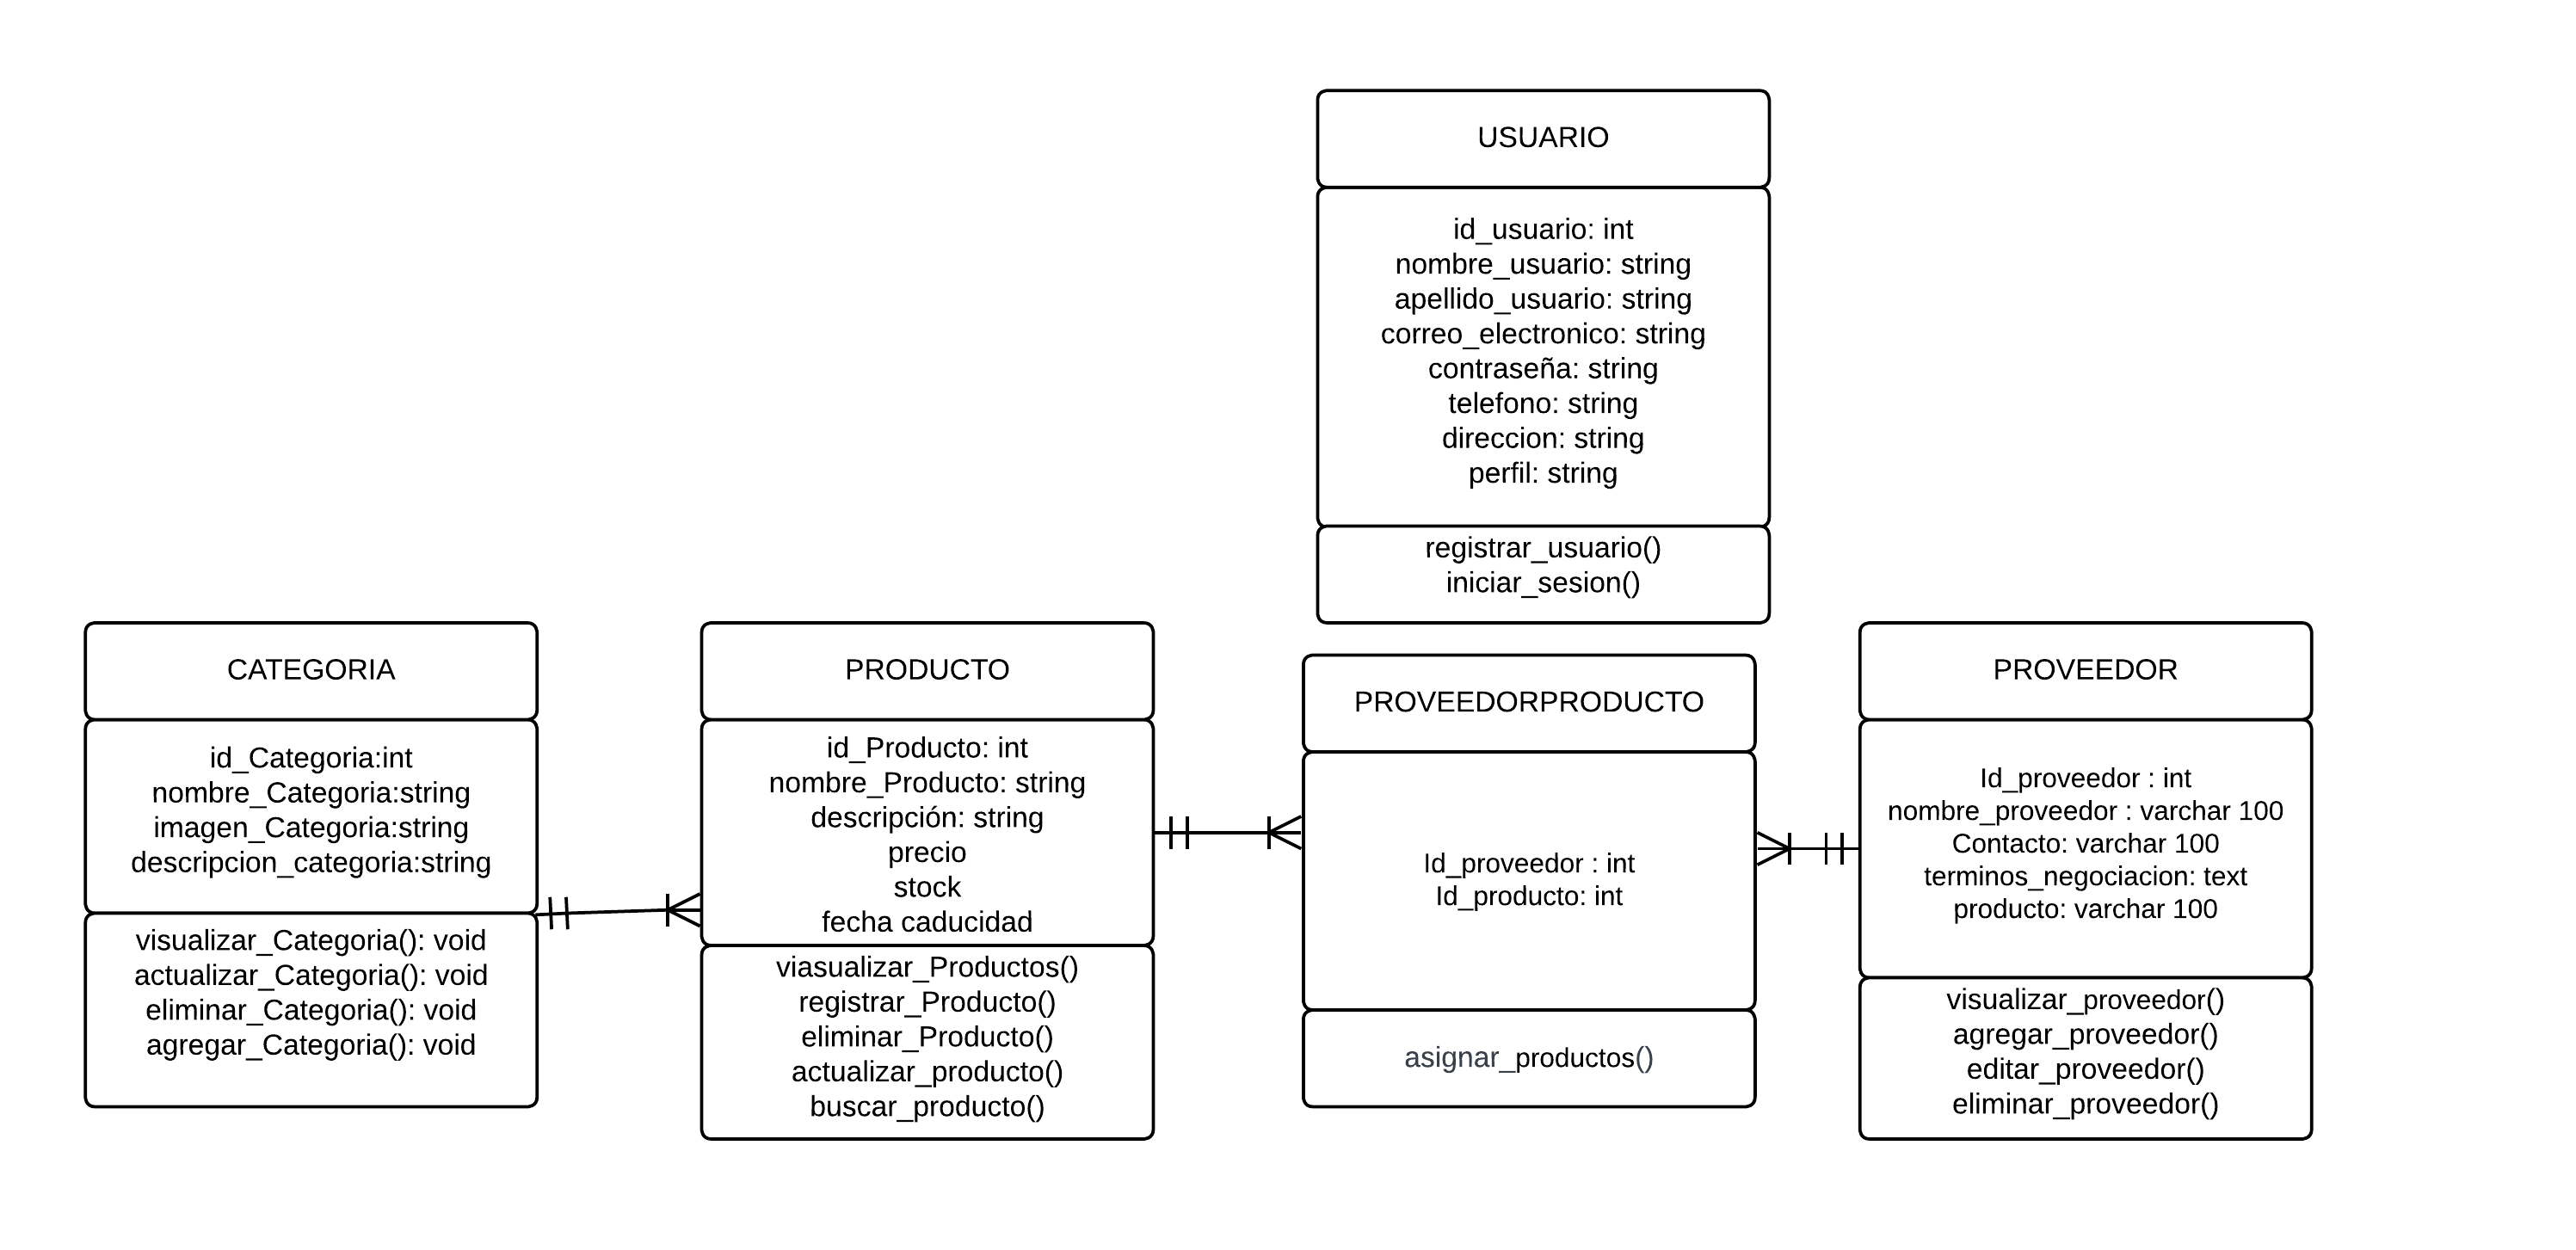 USUARIO
id_usuario: int
nombre_usuario: string
apellido_usuario: string
correo_electronico: string
contraseña: string
telefono: string
direccion: string
perfil: string
registrar_usuario()
iniciar_sesion()
CATEGORIA
id_Categoria:int
nombre_Categoria:string
imagen_Categoria:string
descripcion_categoria:string
visualizar_Categoria(): void
actualizar_Categoria(): void
eliminar_Categoria(): void
agregar_Categoria(): void
PRODUCTO
id_Producto: int
nombre_Producto: string
descripción: string
precio
stock
fecha caducidad
viasualizar_Productos()
registrar_Producto()
eliminar_Producto()
actualizar_producto()
buscar_producto()
PROVEEDORPRODUCTO
Id_proveedor : int
Id_producto: int
asignar_productos()
PROVEEDOR
Id_proveedor : int
nombre_proveedor : varchar 100
Contacto: varchar 100
terminos_negociacion: text
producto: varchar 100
visualizar_proveedor()
agregar_proveedor()
editar_proveedor()
eliminar_proveedor()